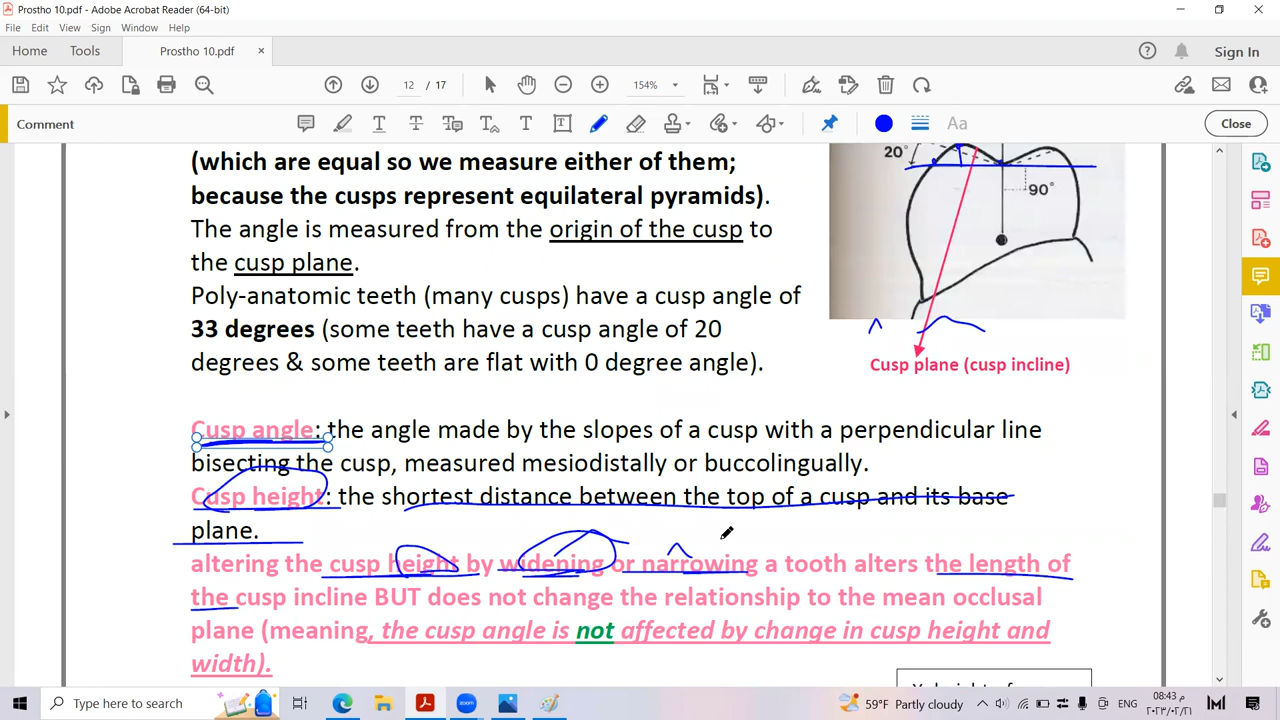 Prostho 10.pdf - Adobe Acrobat Reader (64-bit)
File Edit View Sign Window Help
Home Tools Prostho 10.pdf × Sign In
12 / 17 154%
Comment Aa Close
(which are equal so we measure either of them;
because the cusps represent equilateral pyramids).
The angle is measured from the origin of the cusp to
the cusp plane.
Poly-anatomic teeth (many cusps) have a cusp angle of
33 degrees (some teeth have a cusp angle of 20
degrees & some teeth are flat with 0 degree angle).
20°
90°
Cusp plane (cusp incline)
Cusp angle: the angle made by the slopes of a cusp with a perpendicular line
bisecting the cusp, measured mesiodistally or buccolingually.
Cusp height: the shortest distance between the top of a cusp and its base
plane.
altering the cusp height by widening or narrowing a tooth alters the length of
the cusp incline BUT does not change the relationship to the mean occlusal
plane (meaning, the cusp angle is not affected by change in cusp height and
width).
Type here to search
59°F Partly cloudy
ENG
08:43 م
٢٠٢٣/٠٢/٢٦